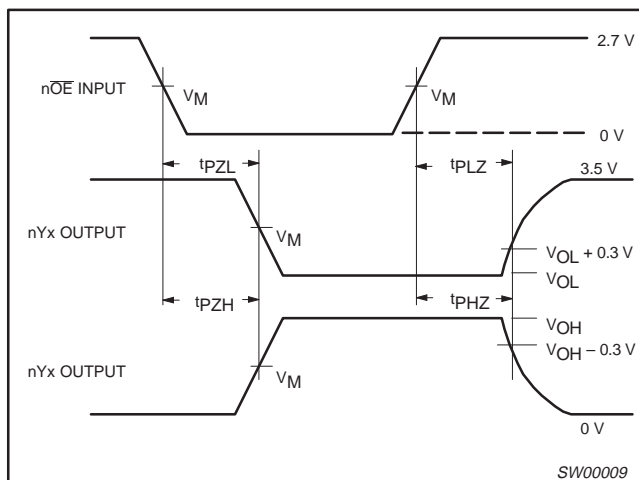 2.7 V
nOE INPUT
VM
VM
0 V
tPZL
tPLZ
3.5 V
nYx OUTPUT
VM
VOL + 0.3 V
VOL
tPZH
tPHZ
VOH
VOH – 0.3 V
nYx OUTPUT
VM
0 V
SW00009